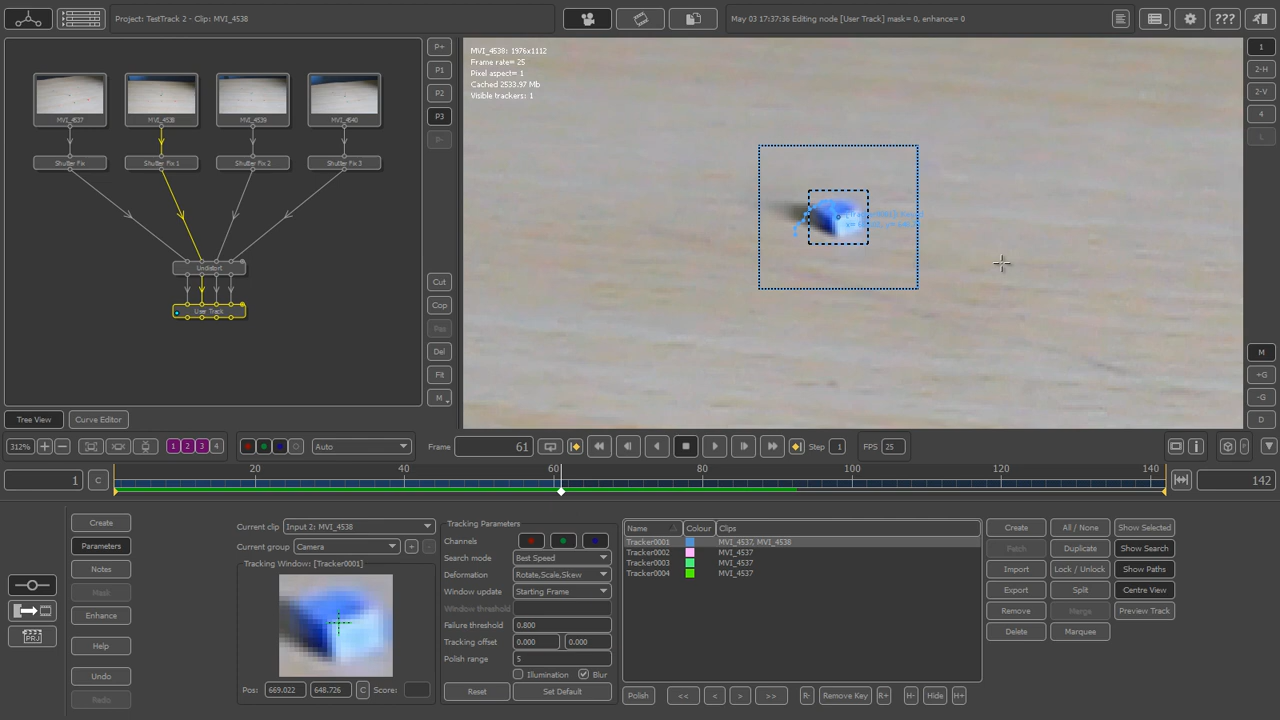 Project: TestTrack 2 - Clip: MVI_4538
May 03 17:37:36 Editing node [User Track] mask= 0, enhance= 0
???
MVI_4537
MVI_4538
MVI_4539
MVI_4540
Shutter Fix
Shutter Fix 1
Shutter Fix 2
Shutter Fix 3
Undistort
User Track
P+
P1
P2
P3
P-
Cut
Cop
Pas
Del
Fit
M
MVI_4538: 1976x1112
Frame rate= 25
Pixel aspect= 1
Cached 2533.97 Mb
Visible trackers: 1
1
2-H
2-V
4
L
M
+G
-G
D
Tree View
Curve Editor
312%
1 2 3 4
Auto
Frame
61
Step
1
FPS
25
1
C
20 40 60 80 100 120 140
142
Create
Parameters
Notes
Mask
Enhance
Help
Undo
Redo
PRJ
Current clip
Input 2: MVI_4538
Current group
Camera
+
-
Tracking Window: [Tracker0001]
Pos:
669.022
648.726
C
Score:
Tracking Parameters
Channels
Search mode
Best Speed
Deformation
Rotate,Scale,Skew
Window update
Starting Frame
Window threshold
Failure threshold
0.800
Tracking offset
0.000
0.000
Polish range
5
Illumination
Blur
Reset
Set Default
Name Colour Clips
Tracker0001 MVI_4537, MVI_4538
Tracker0002 MVI_4537
Tracker0003 MVI_4537
Tracker0004 MVI_4537
Polish
<<
<
>
>>
R-
Remove Key
R+
H-
Hide
H+
Create
All / None
Show Selected
Fetch
Duplicate
Show Search
Import
Lock / Unlock
Show Paths
Export
Split
Centre View
Remove
Merge
Preview Track
Delete
Marquee